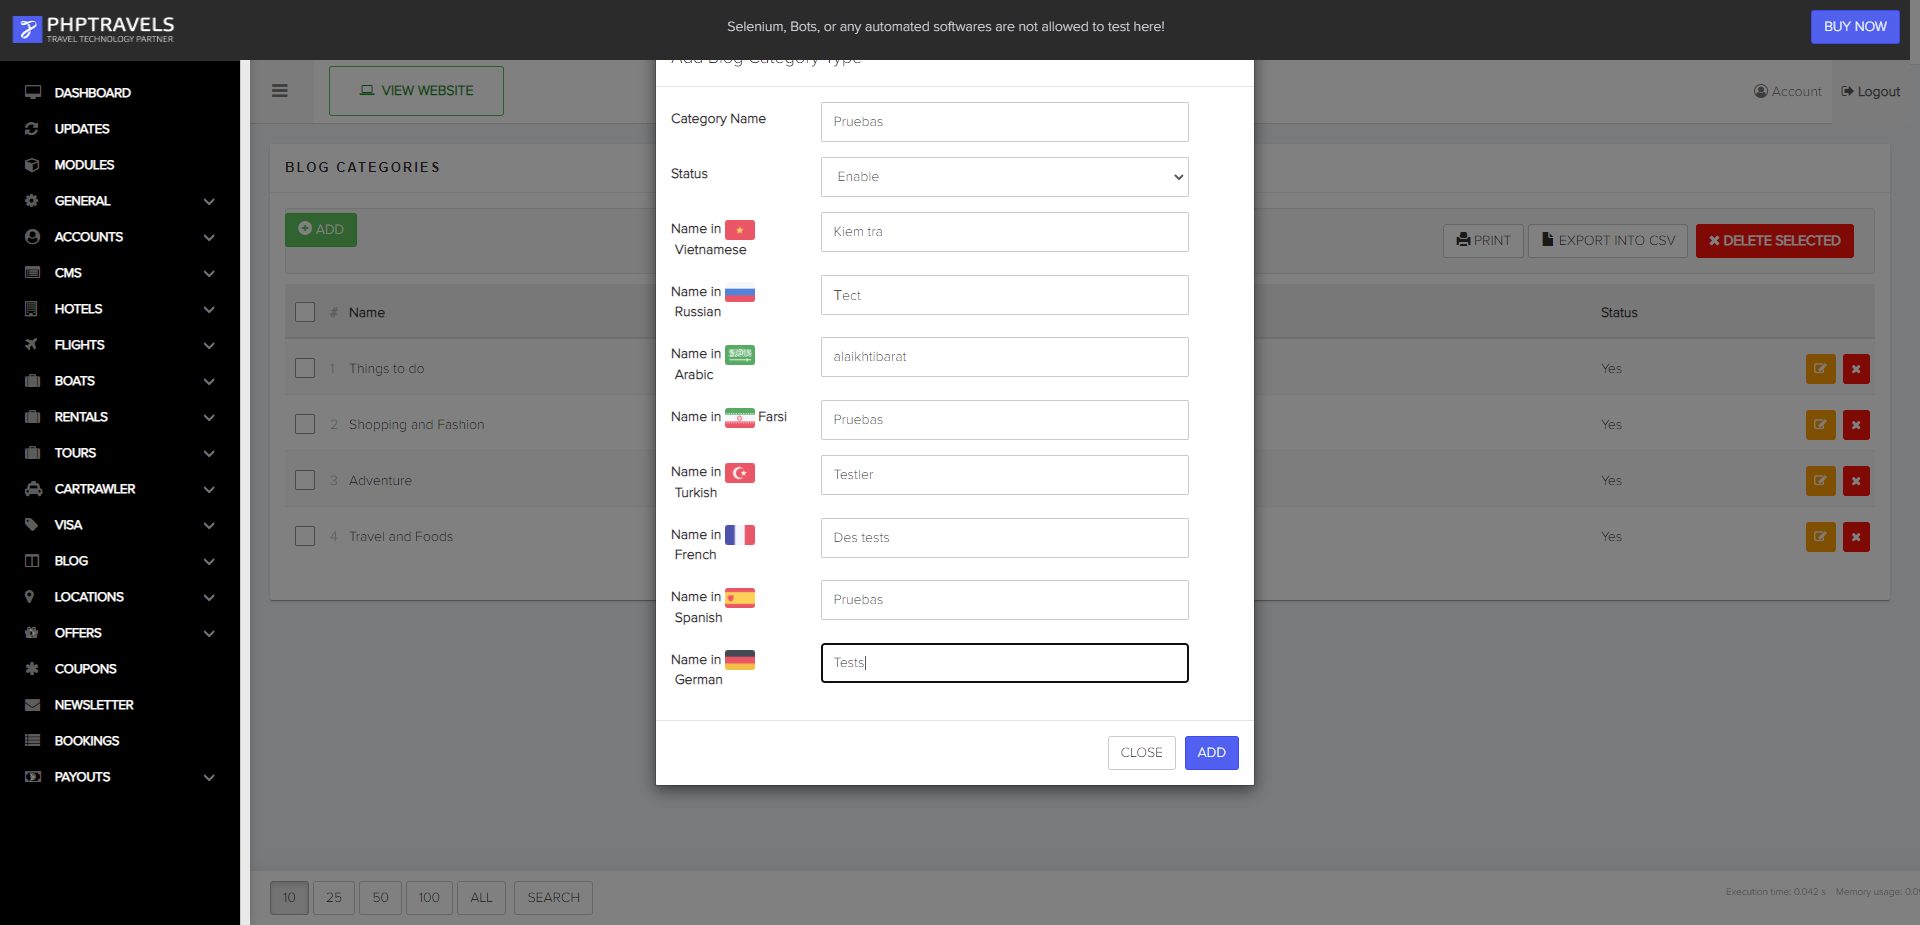 PHPTRAVELS
TRAVEL TECHNOLOGY PARTNER
Selenium, Bots, or any automated softwares are not allowed to test here!
BUY NOW
DASHBOARD
UPDATES
MODULES
GENERAL
ACCOUNTS
CMS
HOTELS
FLIGHTS
BOATS
RENTALS
TOURS
CARTRAWLER
VISA
BLOG
LOCATIONS
OFFERS
COUPONS
NEWSLETTER
BOOKINGS
PAYOUTS
VIEW WEBSITE
Account
Logout
BLOG CATEGORIES
ADD
PRINT
EXPORT INTO CSV
DELETE SELECTED
# Name Status
1 Things to do Yes
2 Shopping and Fashion Yes
3 Adventure Yes
4 Travel and Foods Yes
Add Blog Category Type
Category Name Pruebas
Status Enable
Name in Vietnamese Kiem tra
Name in Russian Тест
Name in Arabic alaikhtibarat
Name in Farsi Pruebas
Name in Turkish Testler
Name in French Des tests
Name in Spanish Pruebas
Name in German Tests
CLOSE
ADD
10 25 50 100 ALL SEARCH
Execution time: 0.042 s Memory usage: 0.0